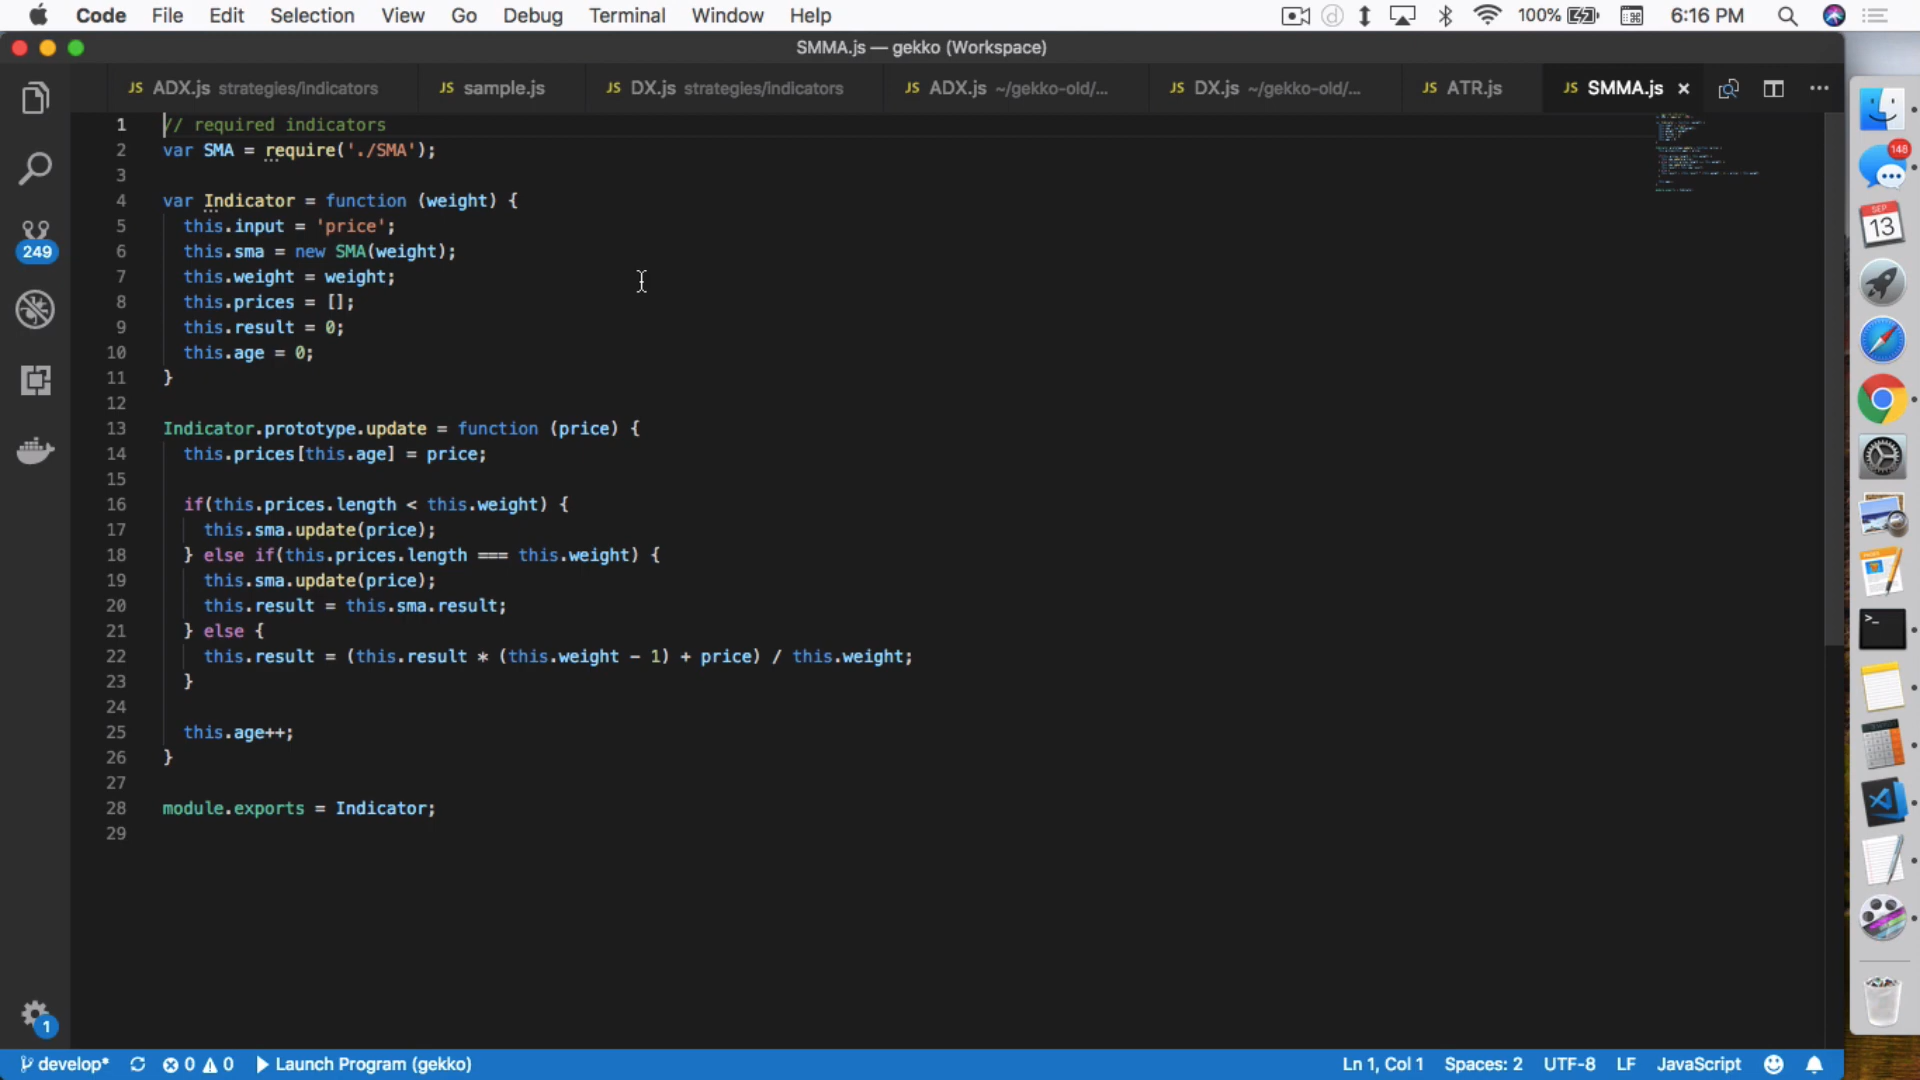 Code File Edit Selection View Go Debug Terminal Window Help 100% 6:16 PM
SMMA.js — gekko (Workspace)
JS ADX.js strategies/indicators JS sample.js JS DX.js strategies/indicators JS ADX.js ~/gekko-old/... JS DX.js ~/gekko-old/... JS ATR.js JS SMMA.js
1 // required indicators
2 var SMA = require('./SMA');
3
4 var Indicator = function (weight) {
5 this.input = 'price';
6 this.sma = new SMA(weight);
7 this.weight = weight;
8 this.prices = [];
9 this.result = 0;
10 this.age = 0;
11 }
12
13 Indicator.prototype.update = function (price) {
14 this.prices[this.age] = price;
15
16 if(this.prices.length < this.weight) {
17 this.sma.update(price);
18 } else if(this.prices.length === this.weight) {
19 this.sma.update(price);
20 this.result = this.sma.result;
21 } else {
22 this.result = (this.result * (this.weight - 1) + price) / this.weight;
23 }
24
25 this.age++;
26 }
27
28 module.exports = Indicator;
29
249
1
148
SEP
13
PAGES
>_
develop* 0 0 Launch Program (gekko) Ln 1, Col 1 Spaces: 2 UTF-8 LF JavaScript